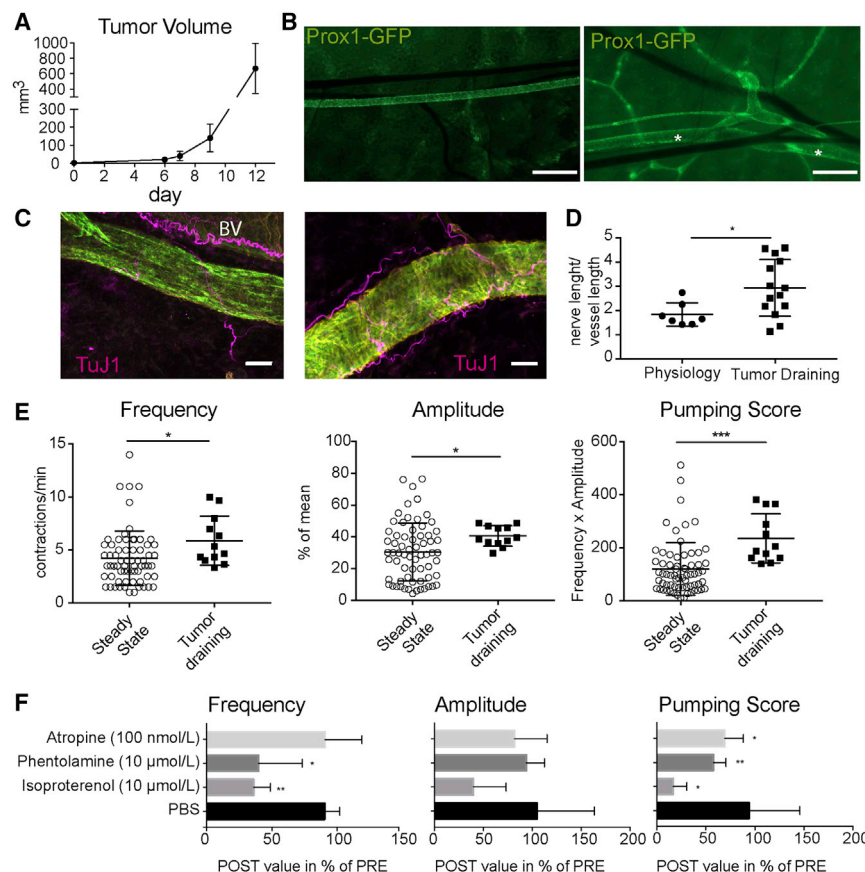 A
Tumor Volume
mm3
1000
800
600
400
200
100
0
0 2 4 6 8 10 12
day
B
Prox1-GFP
*
*
Prox1-GFP
C
BV
TuJ1
TuJ1
D
nerve lenght/
vessel length
5
4
3
2
1
0
*
Physiology Tumor Draining
E
Frequency
contractions/min
15
10
5
0
*
Steady
State
Tumor
draining
Amplitude
% of mean
100
80
60
40
20
0
*
Steady
State
Tumor
draining
Pumping Score
Frequency x Amplitude
600
400
200
0
***
Steady
State
Tumor
draining
F
Frequency
Atropine (100 nmol/L)
Phentolamine (10 µmol/L) *
Isoproterenol (10 µmol/L) **
PBS
0 50 100 150
POST value in % of PRE
Amplitude
0 50 100 150 200
POST value in % of PRE
Pumping Score
*
**
*
0 50 100 150 200
POST value in % of PRE